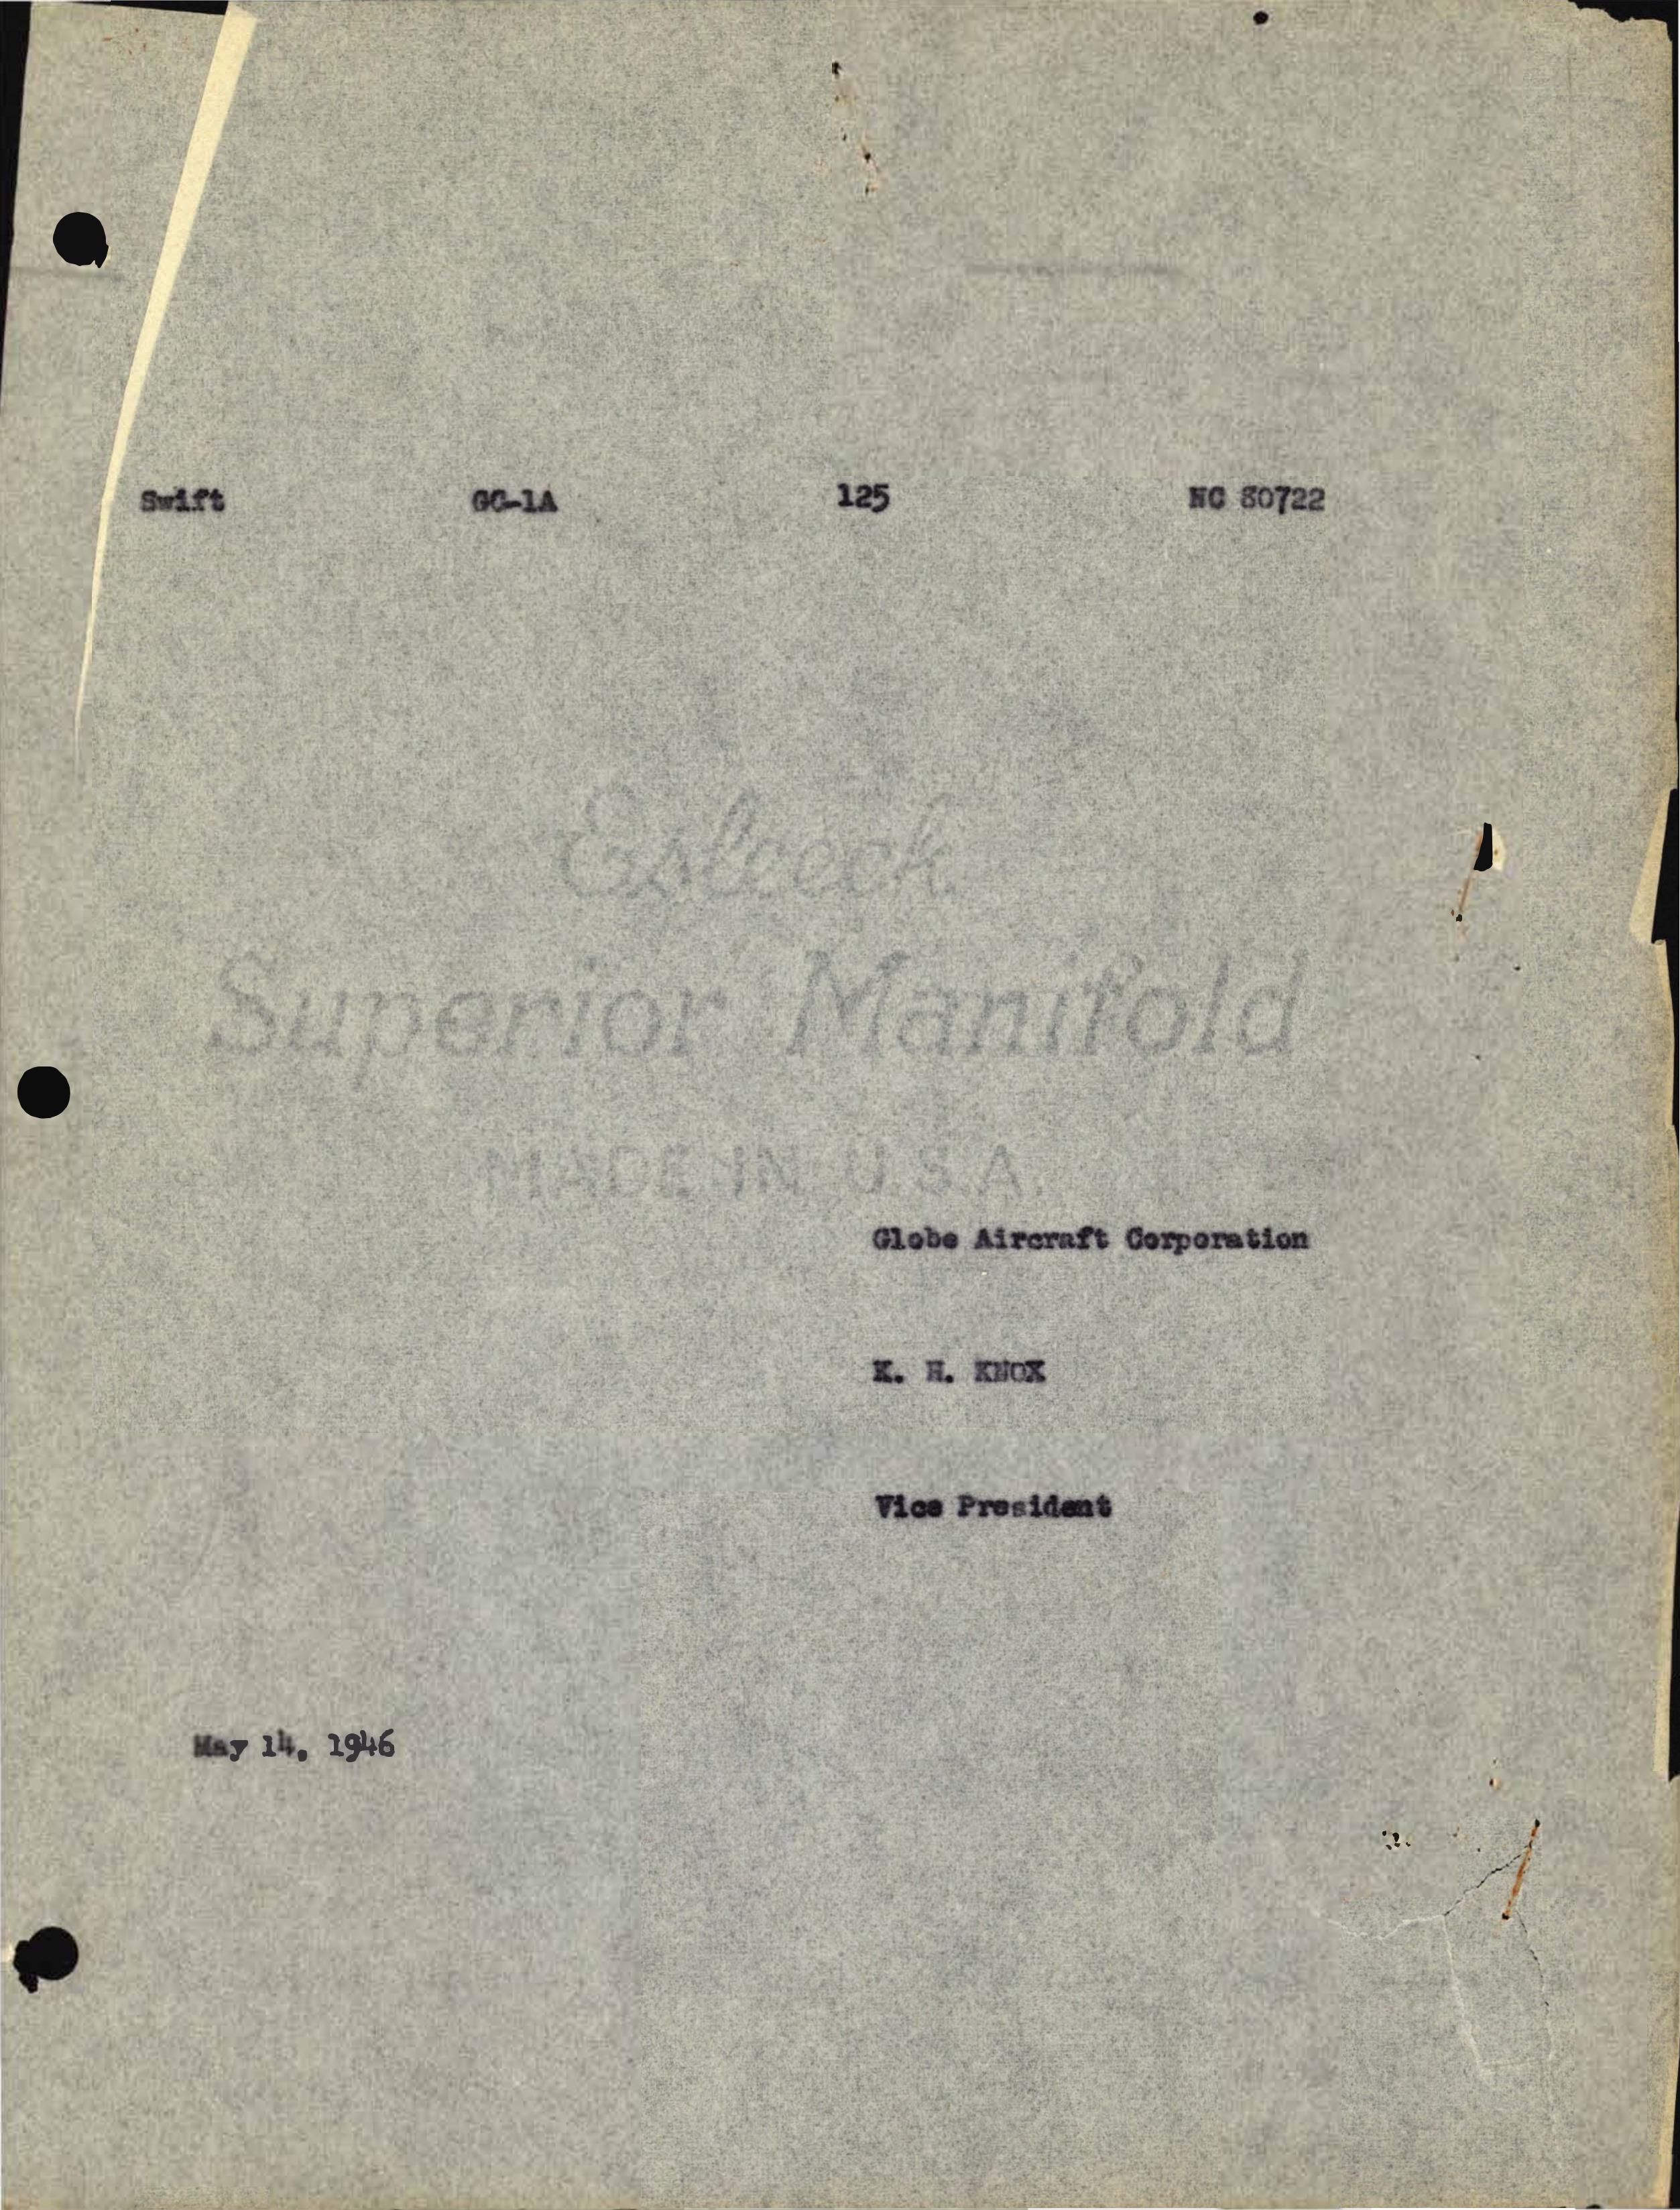 Swift GC-1A 125 NC 80722
Esleeck
Superior Manifold
MADE IN U.S.A.
Globe Aircraft Corporation
K. H. KNOX
Vice President
May 14, 1946